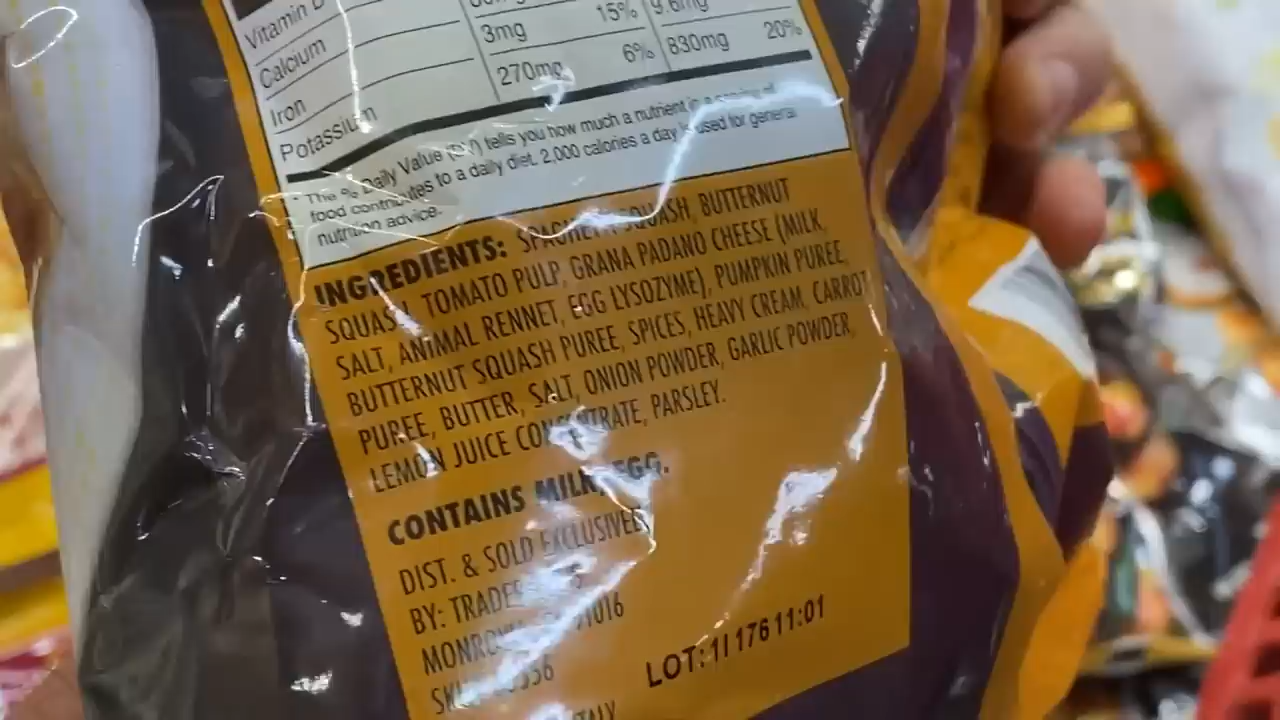 Vitamin D
Calcium 3mg 15% 9.6mg
Iron 270mg 6% 830mg 20%
Potassium
* The % Daily Value (DV) tells you how much a nutrient in a serving of
food contributes to a daily diet. 2,000 calories a day is used for general
nutrition advice.
INGREDIENTS: SPAGHETTI SQUASH, BUTTERNUT
SQUASH, TOMATO PULP, GRANA PADANO CHEESE (MILK,
SALT, ANIMAL RENNET, EGG LYSOZYME), PUMPKIN PUREE,
BUTTERNUT SQUASH PUREE, SPICES, HEAVY CREAM, CARROT
PUREE, BUTTER, SALT, ONION POWDER, GARLIC POWDER,
LEMON JUICE CONCENTRATE, PARSLEY.
CONTAINS MILK, EGG.
DIST. & SOLD EXCLUSIVELY
BY: TRADER
MONROVIA, 91016
SKU
ITALY
LOT: 1I 176 11:01